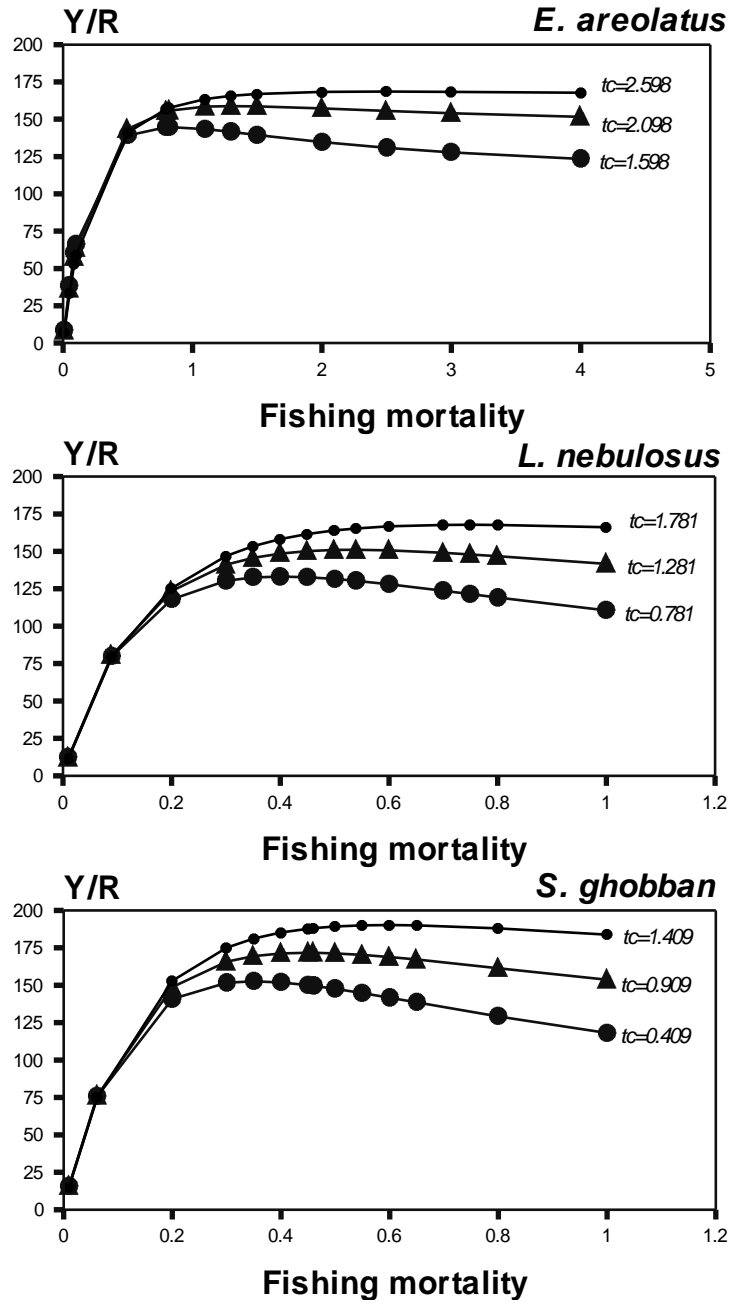 Y/R
E. areolatus
200
175
150
125
100
75
50
25
0
tc=2.598
tc=2.098
tc=1.598
0 1 2 3 4 5
Fishing mortality
Y/R
L. nebulosus
200
175
150
125
100
75
50
25
0
tc=1.781
tc=1.281
tc=0.781
0 0.2 0.4 0.6 0.8 1 1.2
Fishing mortality
Y/R
S. ghobban
200
175
150
125
100
75
50
25
0
tc=1.409
tc=0.909
tc=0.409
0 0.2 0.4 0.6 0.8 1 1.2
Fishing mortality